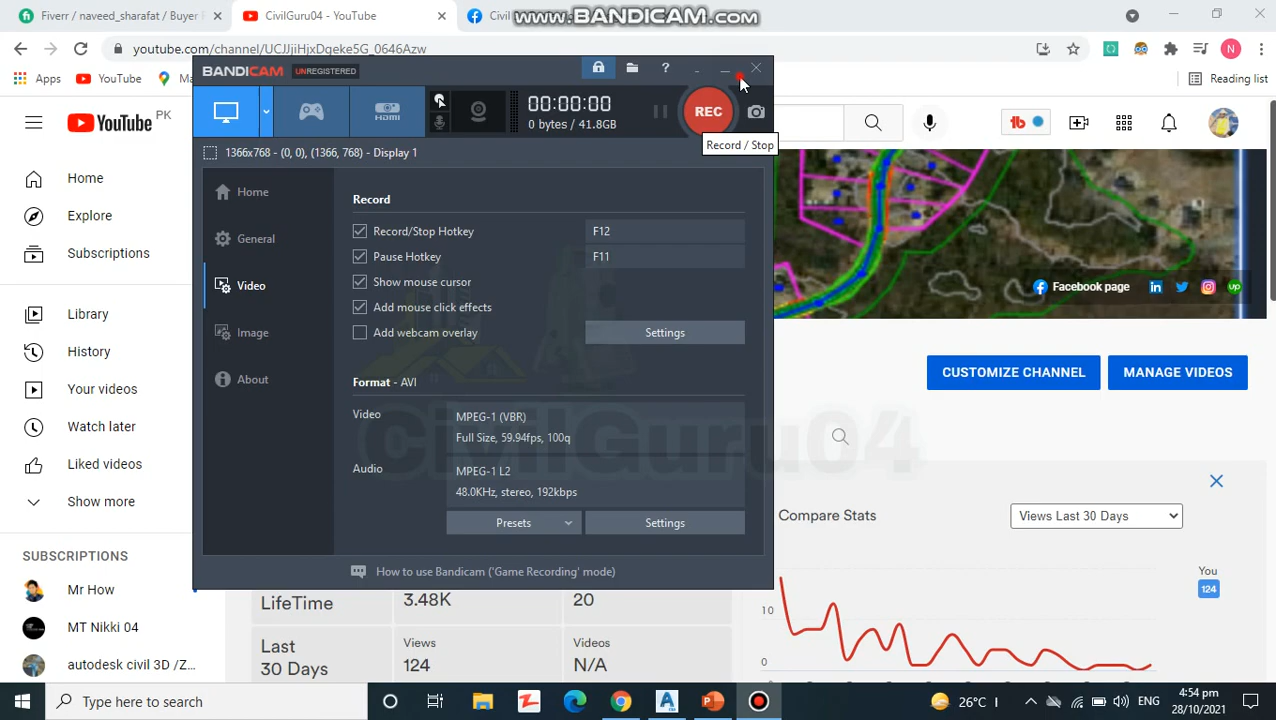 Fiverr / naveed_sharafat / Buyer F
CivilGuru04 - YouTube
www.BANDICAM.com
youtube.com/channel/UCJJjiHjxDgeke5G_0646Azw
N
Apps
YouTube
Reading list
BANDICAM UNREGISTERED
HDMI
00:00:00
0 bytes / 41.8GB
REC
Record / Stop
1366x768 - (0, 0), (1366, 768) - Display 1
YouTube PK
tb
Home
Explore
Subscriptions
Library
History
Your videos
Watch later
Liked videos
Show more
SUBSCRIPTIONS
Mr How
MT Nikki 04
autodesk civil 3D /Z...
Home
General
Video
Image
About
Record
Record/Stop Hotkey
F12
Pause Hotkey
F11
Show mouse cursor
Add mouse click effects
Add webcam overlay
Settings
Format - AVI
Video
MPEG-1 (VBR)
Full Size, 59.94fps, 100q
Audio
MPEG-1 L2
48.0KHz, stereo, 192kbps
Presets
Settings
How to use Bandicam ('Game Recording' mode)
CivilGuru04
Facebook page
in
up
CUSTOMIZE CHANNEL
MANAGE VIDEOS
Compare Stats
Views Last 30 Days
You
124
10
0
LifeTime
3.48K
20
Last
30 Days
Views
124
Videos
N/A
Type here to search
26°C
ENG
4:54 pm
28/10/2021